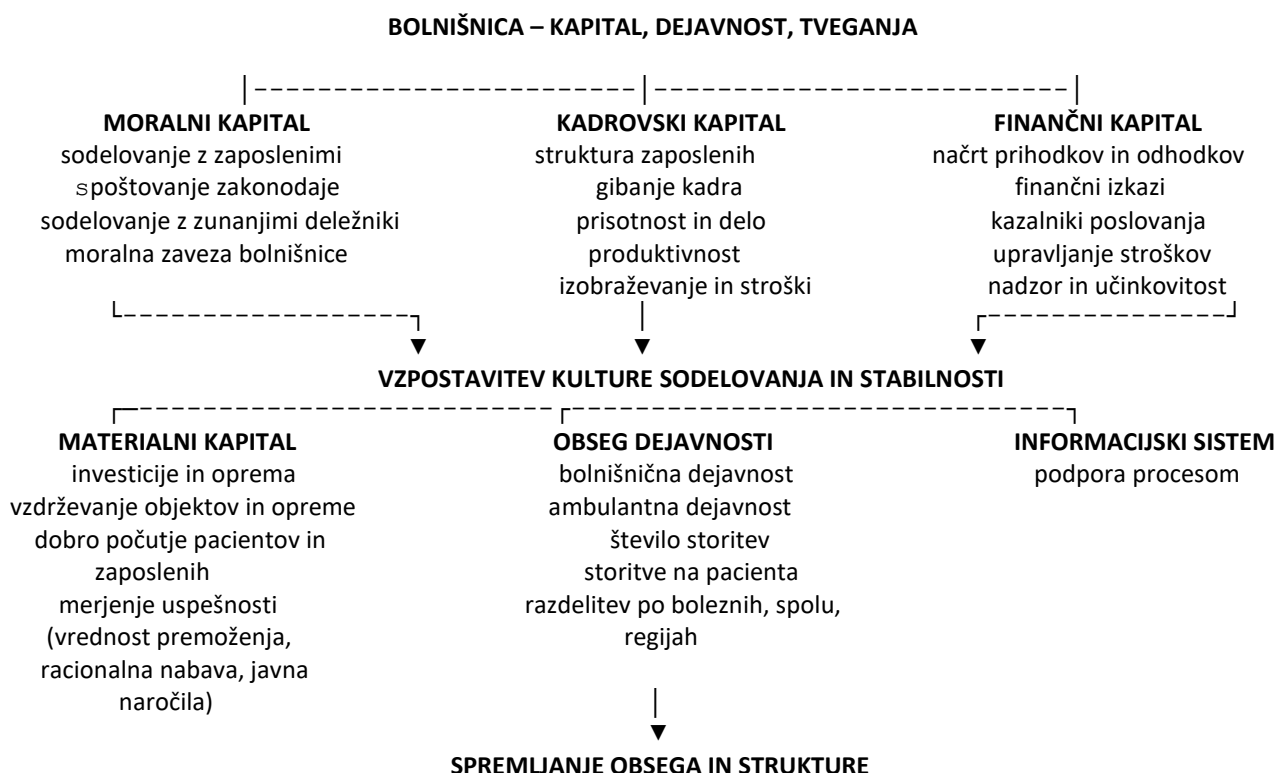 BOLNIŠNICA – KAPITAL, DEJAVNOST, TVEGANJA
MORALNI KAPITAL
sodelovanje z zaposlenimi
spoštovanje zakonodaje
sodelovanje z zunanjimi deležniki
moralna zaveza bolnišnice
KADROVSKI KAPITAL
struktura zaposlenih
gibanje kadra
prisotnost in delo
produktivnost
izobraževanje in stroški
FINANČNI KAPITAL
načrt prihodkov in odhodkov
finančni izkazi
kazalniki poslovanja
upravljanje stroškov
nadzor in učinkovitost
VZPOSTAVITEV KULTURE SODELOVANJA IN STABILNOSTI
MATERIALNI KAPITAL
investicije in oprema
vzdrževanje objektov in opreme
dobro počutje pacientov in
zaposlenih
merjenje uspešnosti
(vrednost premoženja,
racionalna nabava, javna
naročila)
OBSEG DEJAVNOSTI
bolnišnična dejavnost
ambulantna dejavnost
število storitev
storitve na pacienta
razdelitev po boleznih, spolu,
regijah
INFORMACIJSKI SISTEM
podpora procesom
SPREMLJANJE OBSEGA IN STRUKTURE